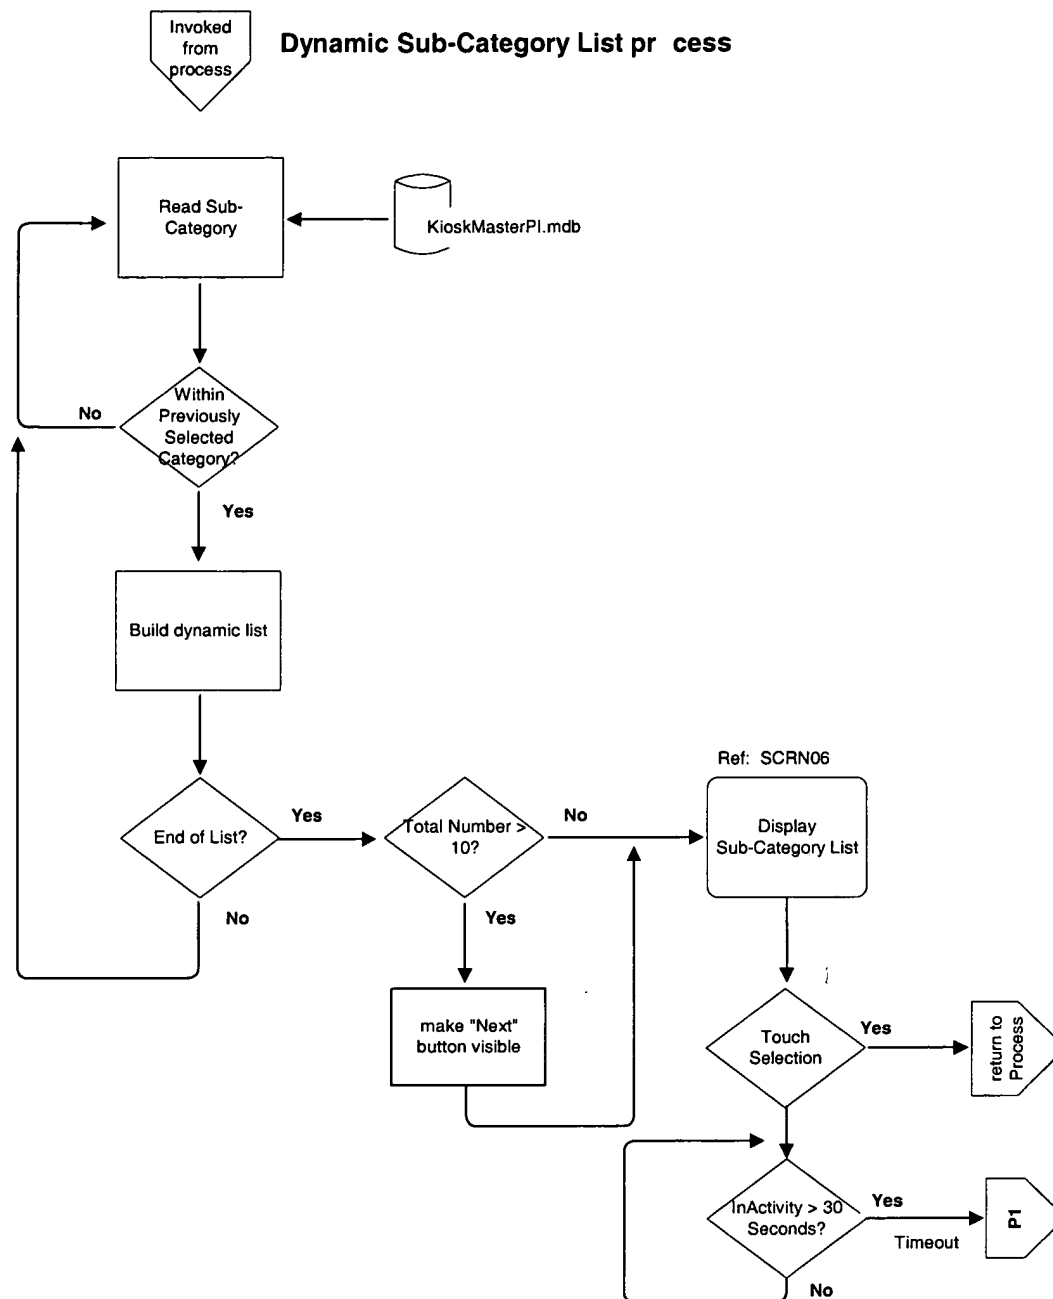 Invoked
from
process
Dynamic Sub-Category List pr cess
Read Sub-
Category
KioskMasterPI.mdb
Within
Previously
Selected
Category?
No
Yes
Build dynamic list
Ref: SCRN06
End of List?
Yes
Total Number >
10?
No
Display
Sub-Category List
No
Yes
make "Next"
button visible
Touch
Selection
Yes
return to
Process
InActivity > 30
Seconds?
Yes
Timeout
P1
No